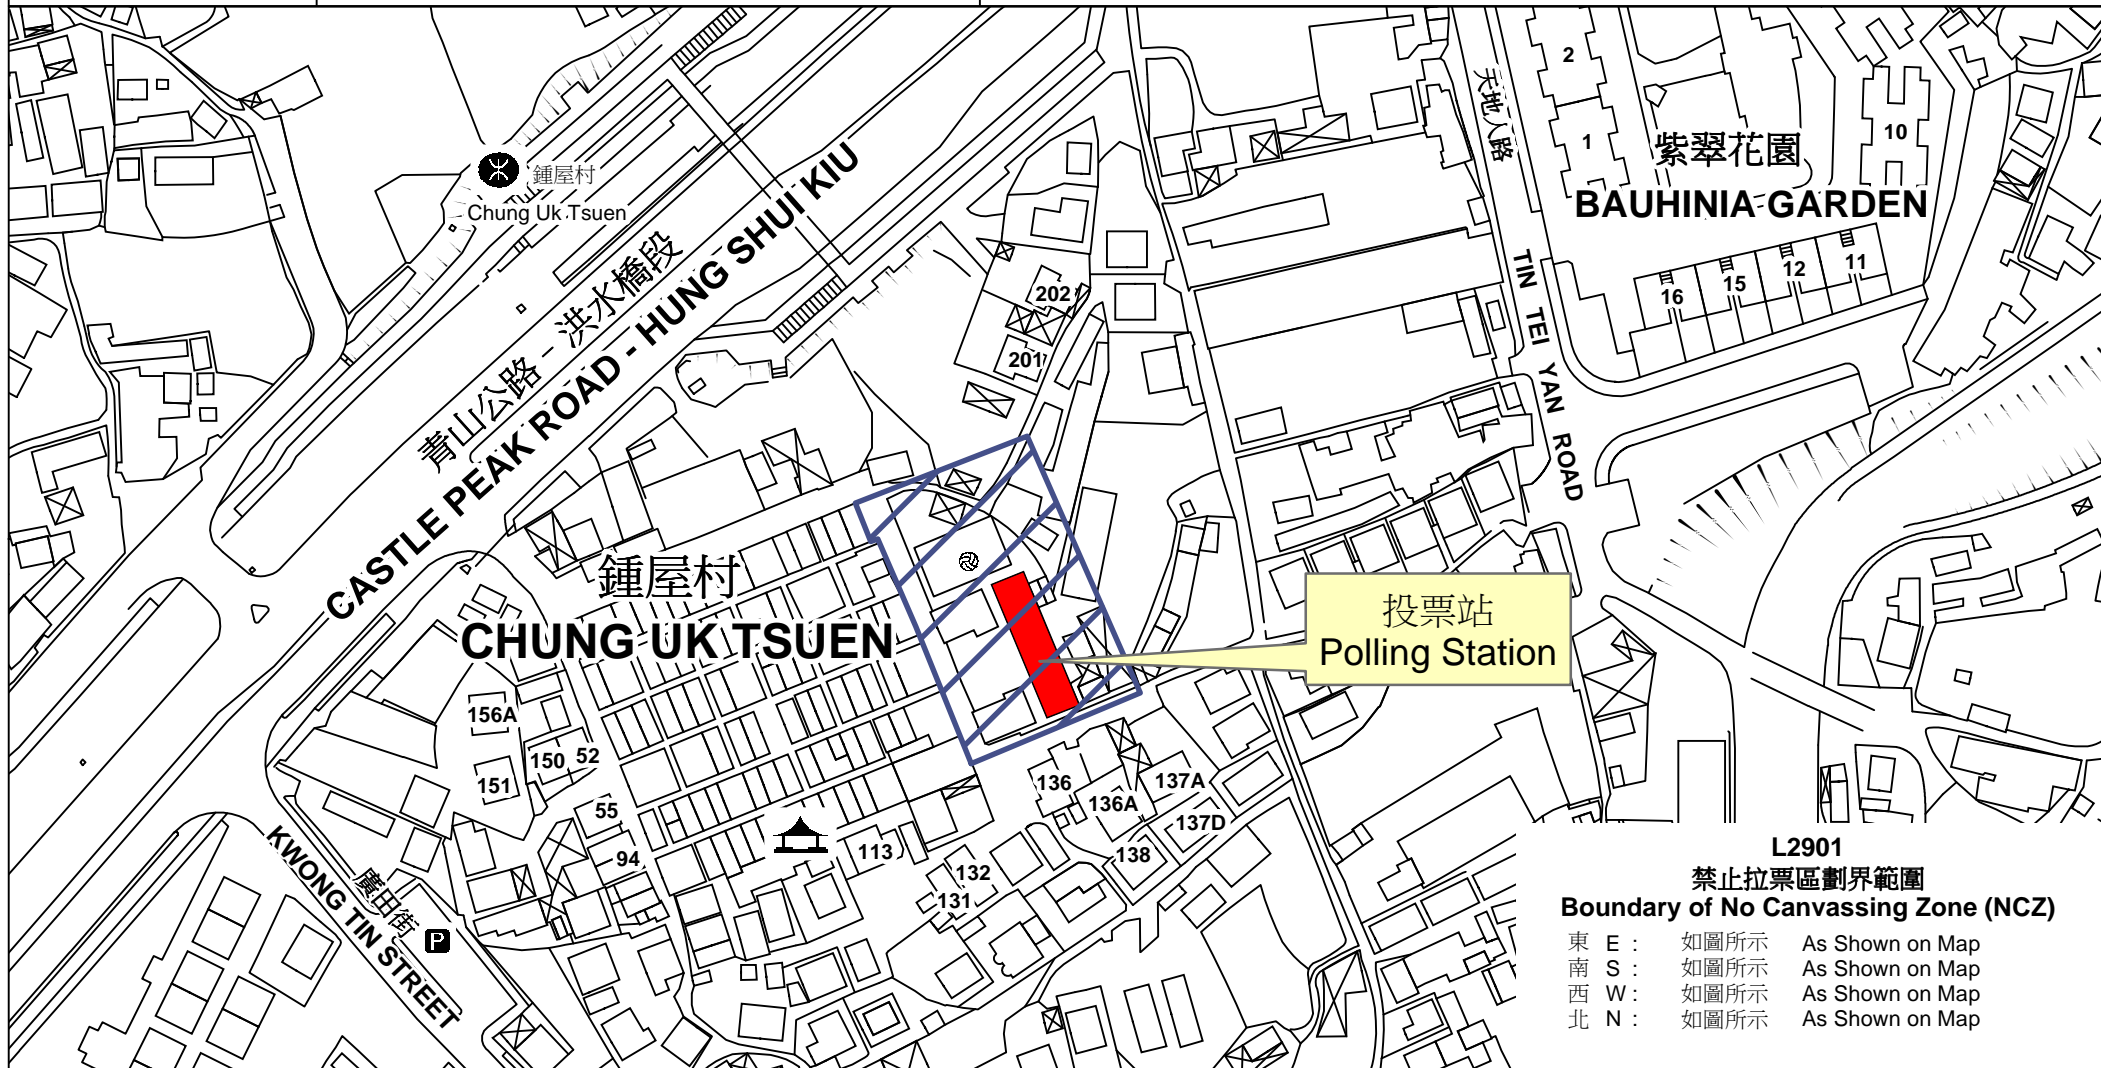 2
1
10
天地人路
紫翠花園
BAUHINIA GARDEN
鍾屋村
Chung Uk Tsuen
青山公路 - 洪水橋段
CASTLE PEAK ROAD - HUNG SHUI KIU
TIN TEI YAN ROAD
16
15
12
11
202
201
鍾屋村
CHUNG UK TSUEN
投票站
Polling Station
156A
150
52
151
55
94
113
132
131
136
136A
137A
137D
138
廣田街
KWONG TIN STREET
P
L2901
禁止拉票區劃界範圍
Boundary of No Canvassing Zone (NCZ)
東 E : 如圖所示 As Shown on Map
南 S : 如圖所示 As Shown on Map
西 W : 如圖所示 As Shown on Map
北 N : 如圖所示 As Shown on Map